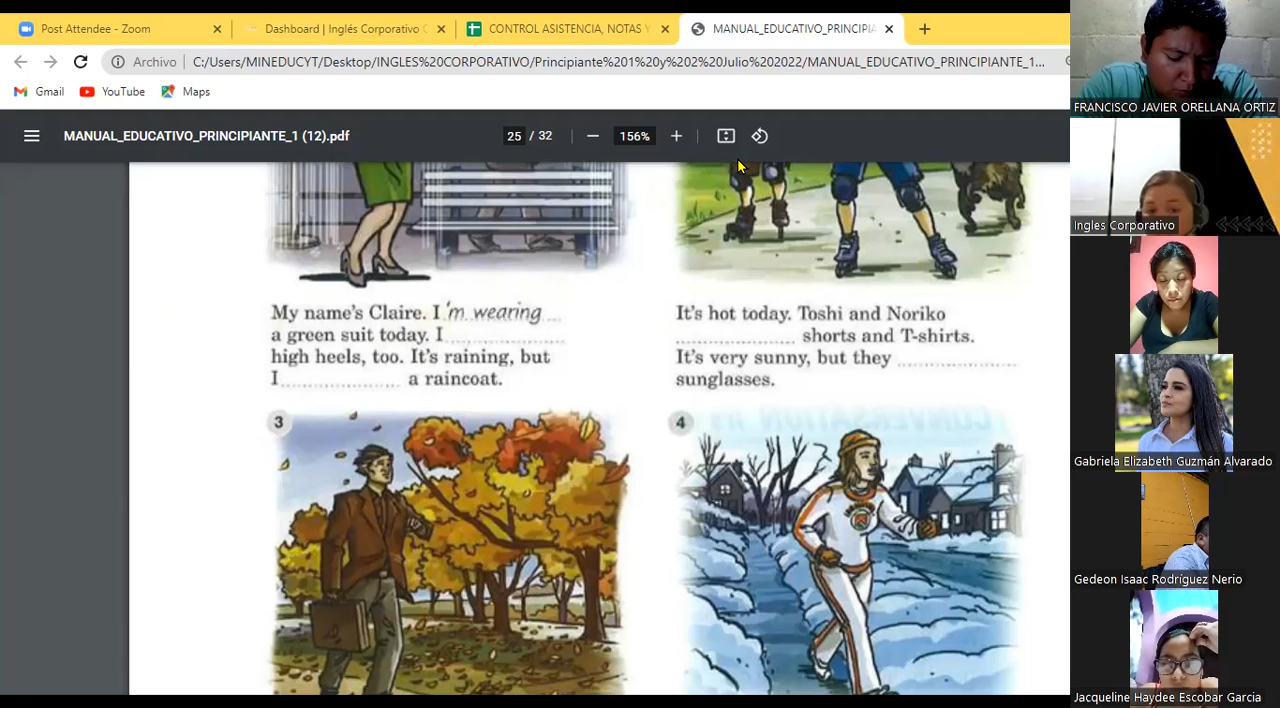 Post Attendee - Zoom
Dashboard | Inglés Corporativo
CONTROL ASISTENCIA, NOTAS Y
MANUAL_EDUCATIVO_PRINCIPIA
Archivo
C:/Users/MINEDUCYT/Desktop/INGLES%20CORPORATIVO/Principiante%201%20y%202%20Julio%202022/MANUAL_EDUCATIVO_PRINCIPIANTE_1...
Gmail
YouTube
Maps
MANUAL_EDUCATIVO_PRINCIPIANTE_1 (12).pdf
25 / 32
156%
My name's Claire. I 'm wearing
a green suit today. I
high heels, too. It's raining, but
I a raincoat.
It's hot today. Toshi and Noriko
shorts and T-shirts.
It's very sunny, but they
sunglasses.
3
4
FRANCISCO JAVIER ORELLANA ORTIZ
Ingles Corporativo
Gabriela Elizabeth Guzmán Alvarado
Gedeon Isaac Rodríguez Nerio
Jacqueline Haydee Escobar Garcia